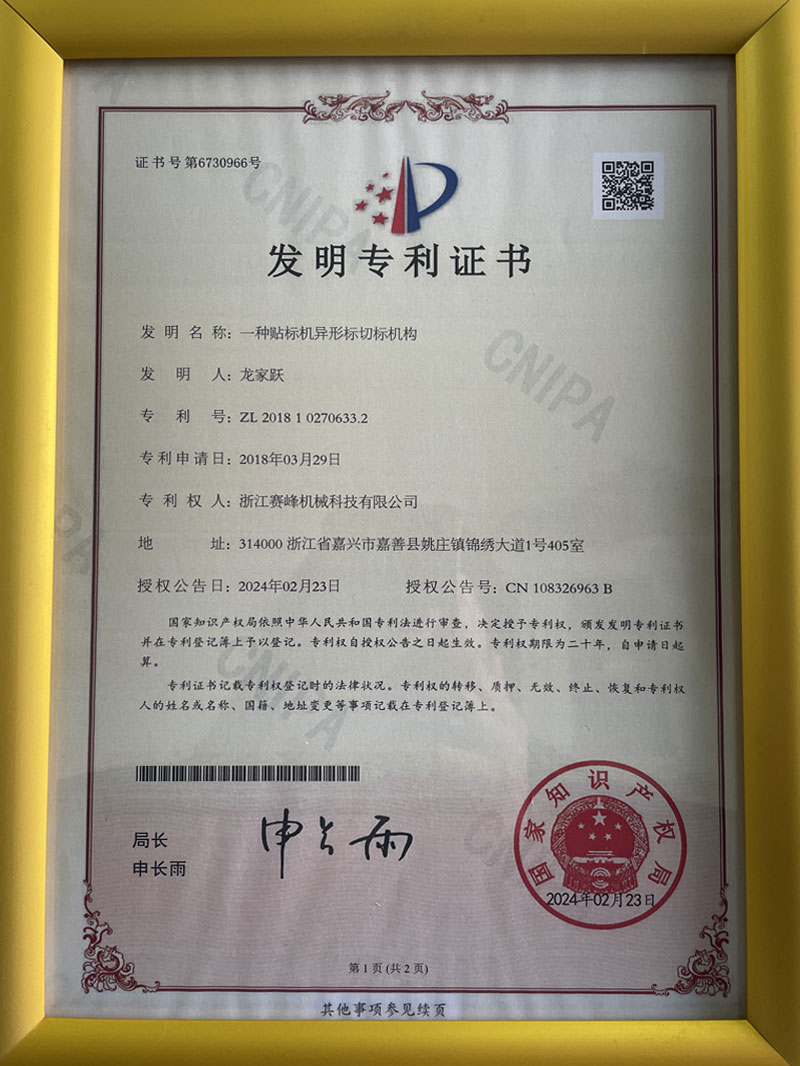 证书号第6730966号
发明专利证书
发明名称：一种贴标机异形标切标机构
发明人：龙家跃
专利号：ZL 2018 1 0270633.2
专利申请日：2018年03月29日
专利权人：浙江赛峰机械科技有限公司
地址：314000 浙江省嘉兴市嘉善县姚庄镇锦绣大道1号405室
授权公告日：2024年02月23日 授权公告号：CN 108326963 B
国家知识产权局依照中华人民共和国专利法进行审查，决定授予专利权，颁发发明专利证书
并在专利登记簿上予以登记。专利权自授权公告之日起生效。专利权期限为二十年，自申请日起
算。
专利证书记载专利权登记时的法律状况。专利权的转移、质押、无效、终止、恢复和专利权
人的姓名或名称、国籍、地址变更等事项记载在专利登记簿上。
局长
申长雨
申长雨
国家知识产权局
2024年02月23日
第1页(共2页)
其他事项参见续页
CNIPA
CNIPA
CNIPA